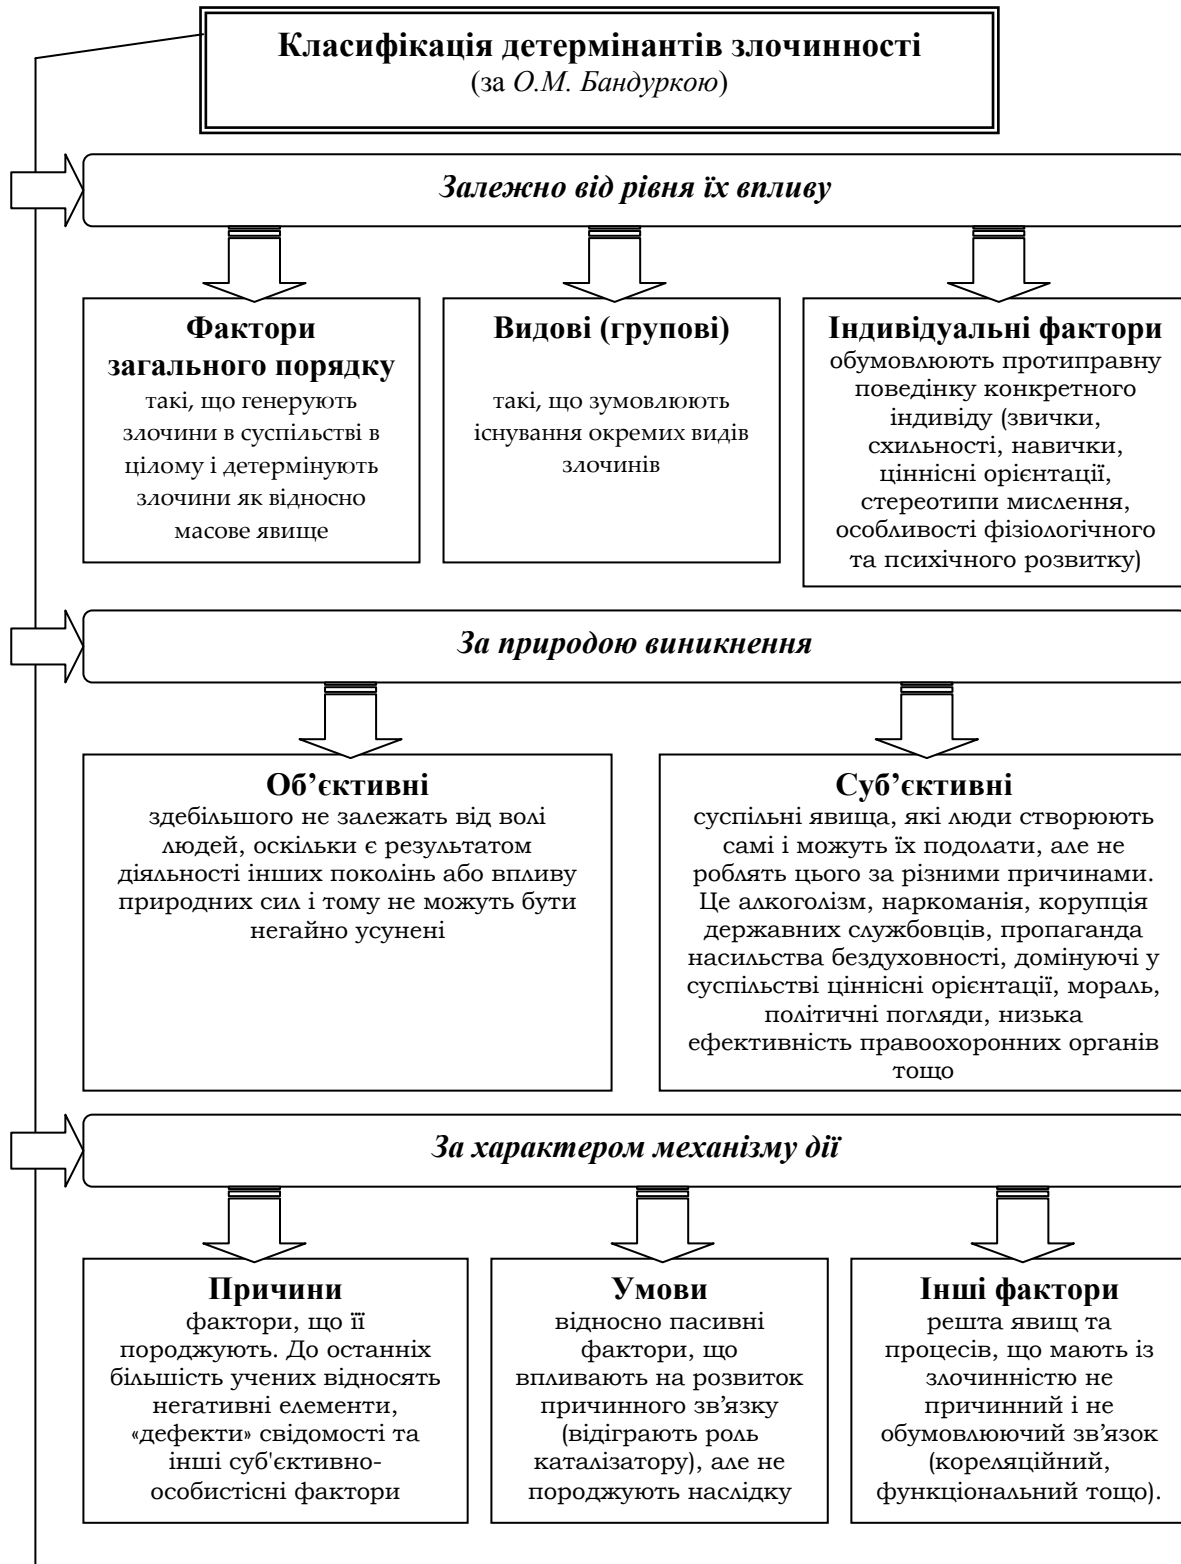 Класифікація детермінантів злочинності
(за О.М. Бандуркою)
Залежно від рівня їх впливу
Фактори
загального порядку
такі, що генерують
злочини в суспільстві в
цілому і детермінують
злочини як відносно
масове явище
Видові (групові)
такі, що зумовлюють
існування окремих видів
злочинів
Індивідуальні фактори
обумовлюють протиправну
поведінку конкретного
індивіду (звички,
схильності, навички,
ціннісні орієнтації,
стереотипи мислення,
особливості фізіологічного
та психічного розвитку)
За природою виникнення
Об’єктивні
здебільшого не залежать від волі
людей, оскільки є результатом
діяльності інших поколінь або впливу
природних сил і тому не можуть бути
негайно усунені
Суб’єктивні
суспільні явища, які люди створюють
самі і можуть їх подолати, але не
роблять цього за різними причинами.
Це алкоголізм, наркоманія, корупція
державних службовців, пропаганда
насильства бездуховності, домінуючі у
суспільстві ціннісні орієнтації, мораль,
політичні погляди, низька
ефективність правоохоронних органів
тощо
За характером механізму дії
Причини
фактори, що її
породжують. До останніх
більшість учених відносять
негативні елементи,
«дефекти» свідомості та
інші суб'єктивно-
особистісні фактори
Умови
відносно пасивні
фактори, що
впливають на розвиток
причинного зв’язку
(відіграють роль
каталізатору), але не
породжують наслідку
Інші фактори
решта явищ та
процесів, що мають із
злочинністю не
причинний і не
обумовлюючий зв’язок
(кореляційний,
функціональний тощо).